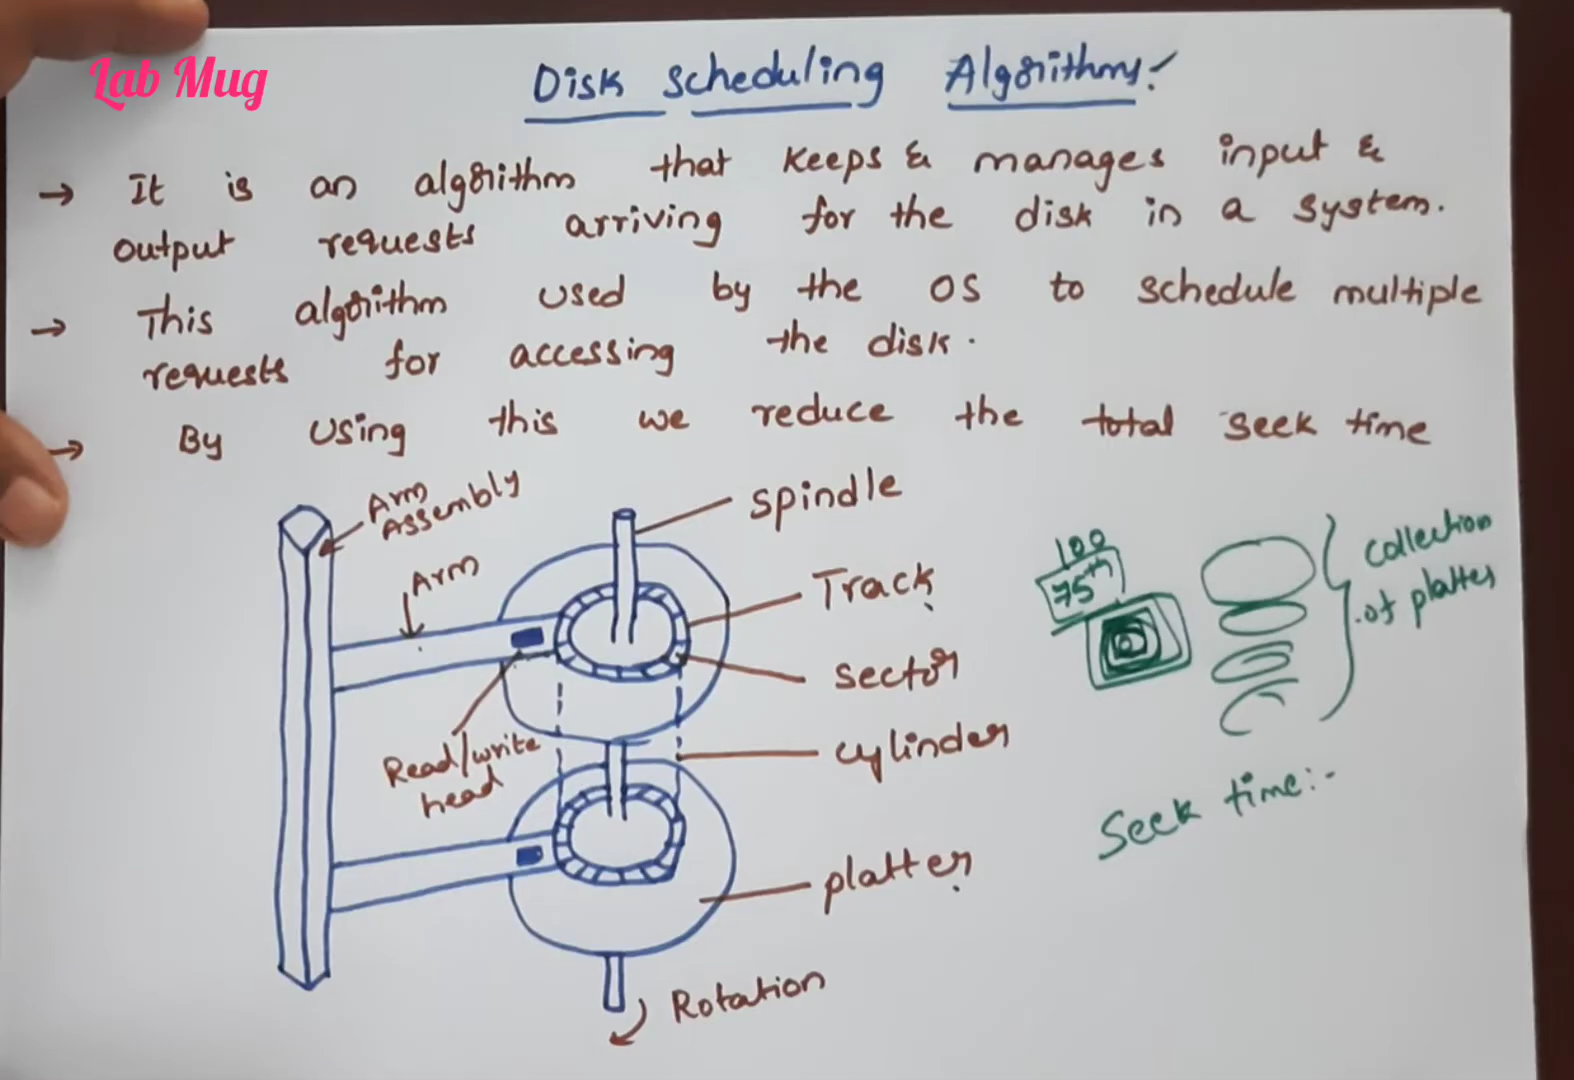 Lab Mug
Disk Scheduling Algorithms:
→ It is an algorithm that keeps & manages input &
output requests arriving for the disk in a system.
→ This algorithm used by the OS to schedule multiple
requests for accessing the disk.
→ By using this we reduce the total seek time
Arm
Assembly
Arm
Read/write
head
spindle
Track
sector
cylinder
platter
Rotation
100
75th
collection
of platter
Seek time:-